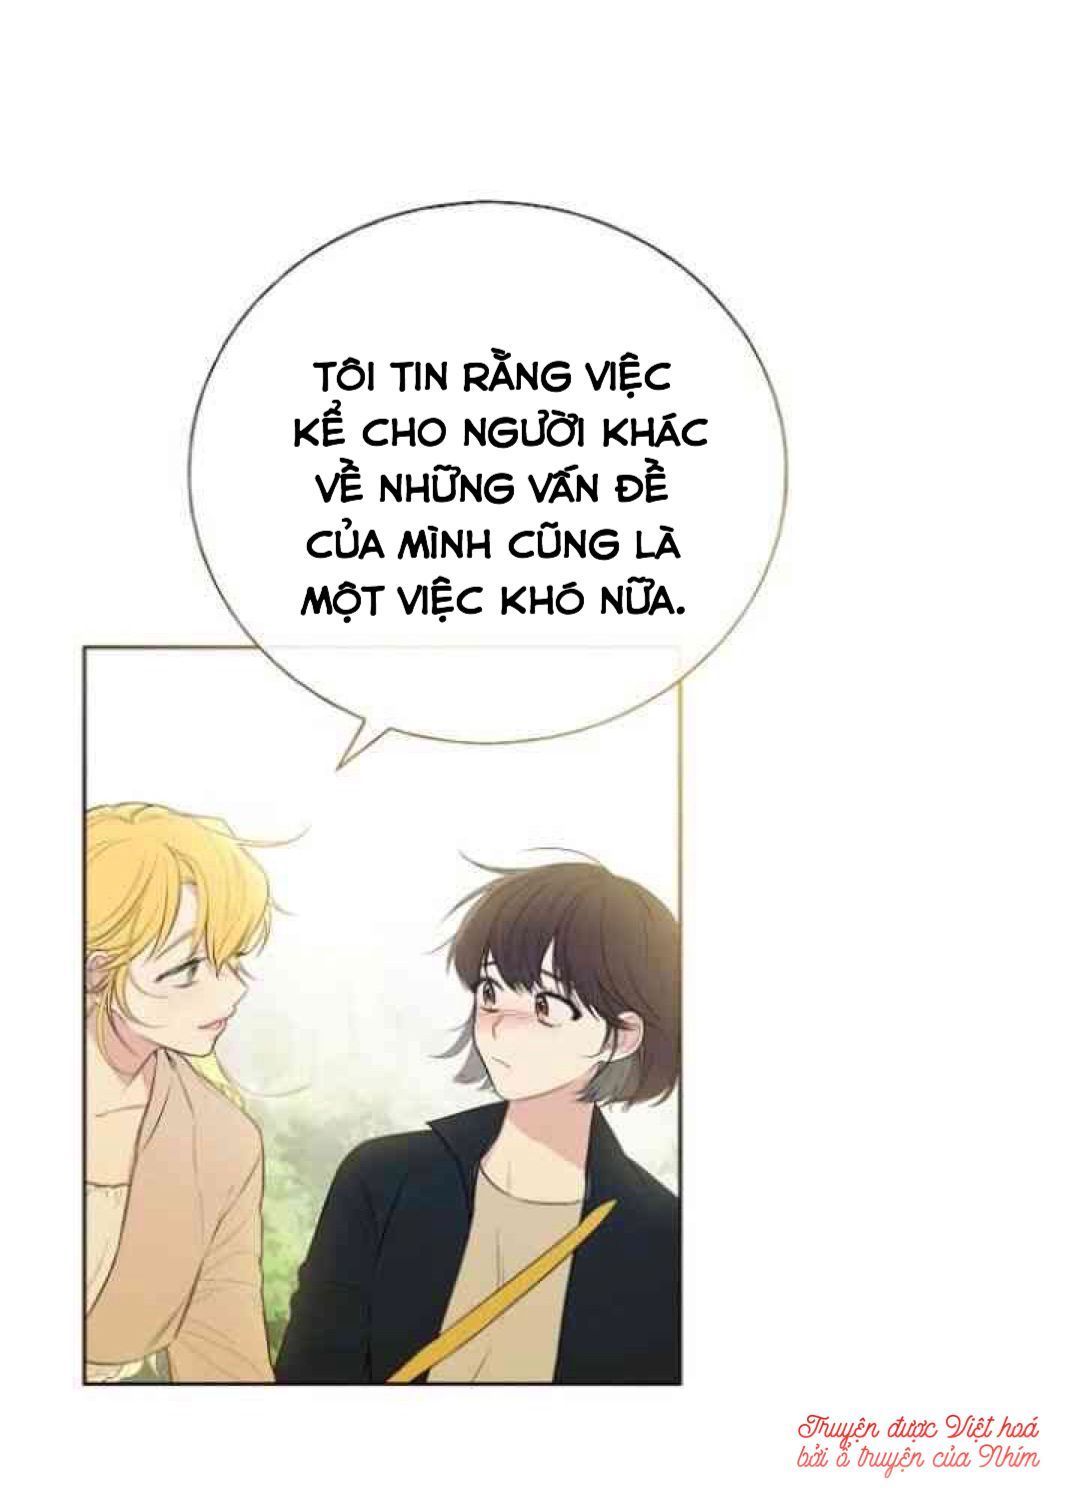 TÔI TIN RẰNG VIỆC
KỂ CHO NGƯỜI KHÁC
VỀ NHỮNG VẤN ĐỀ
CỦA MÌNH CŨNG LÀ
MỘT VIỆC KHÓ NỮA.
Truyện được Việt hoá
bởi ổ truyện của Nhím